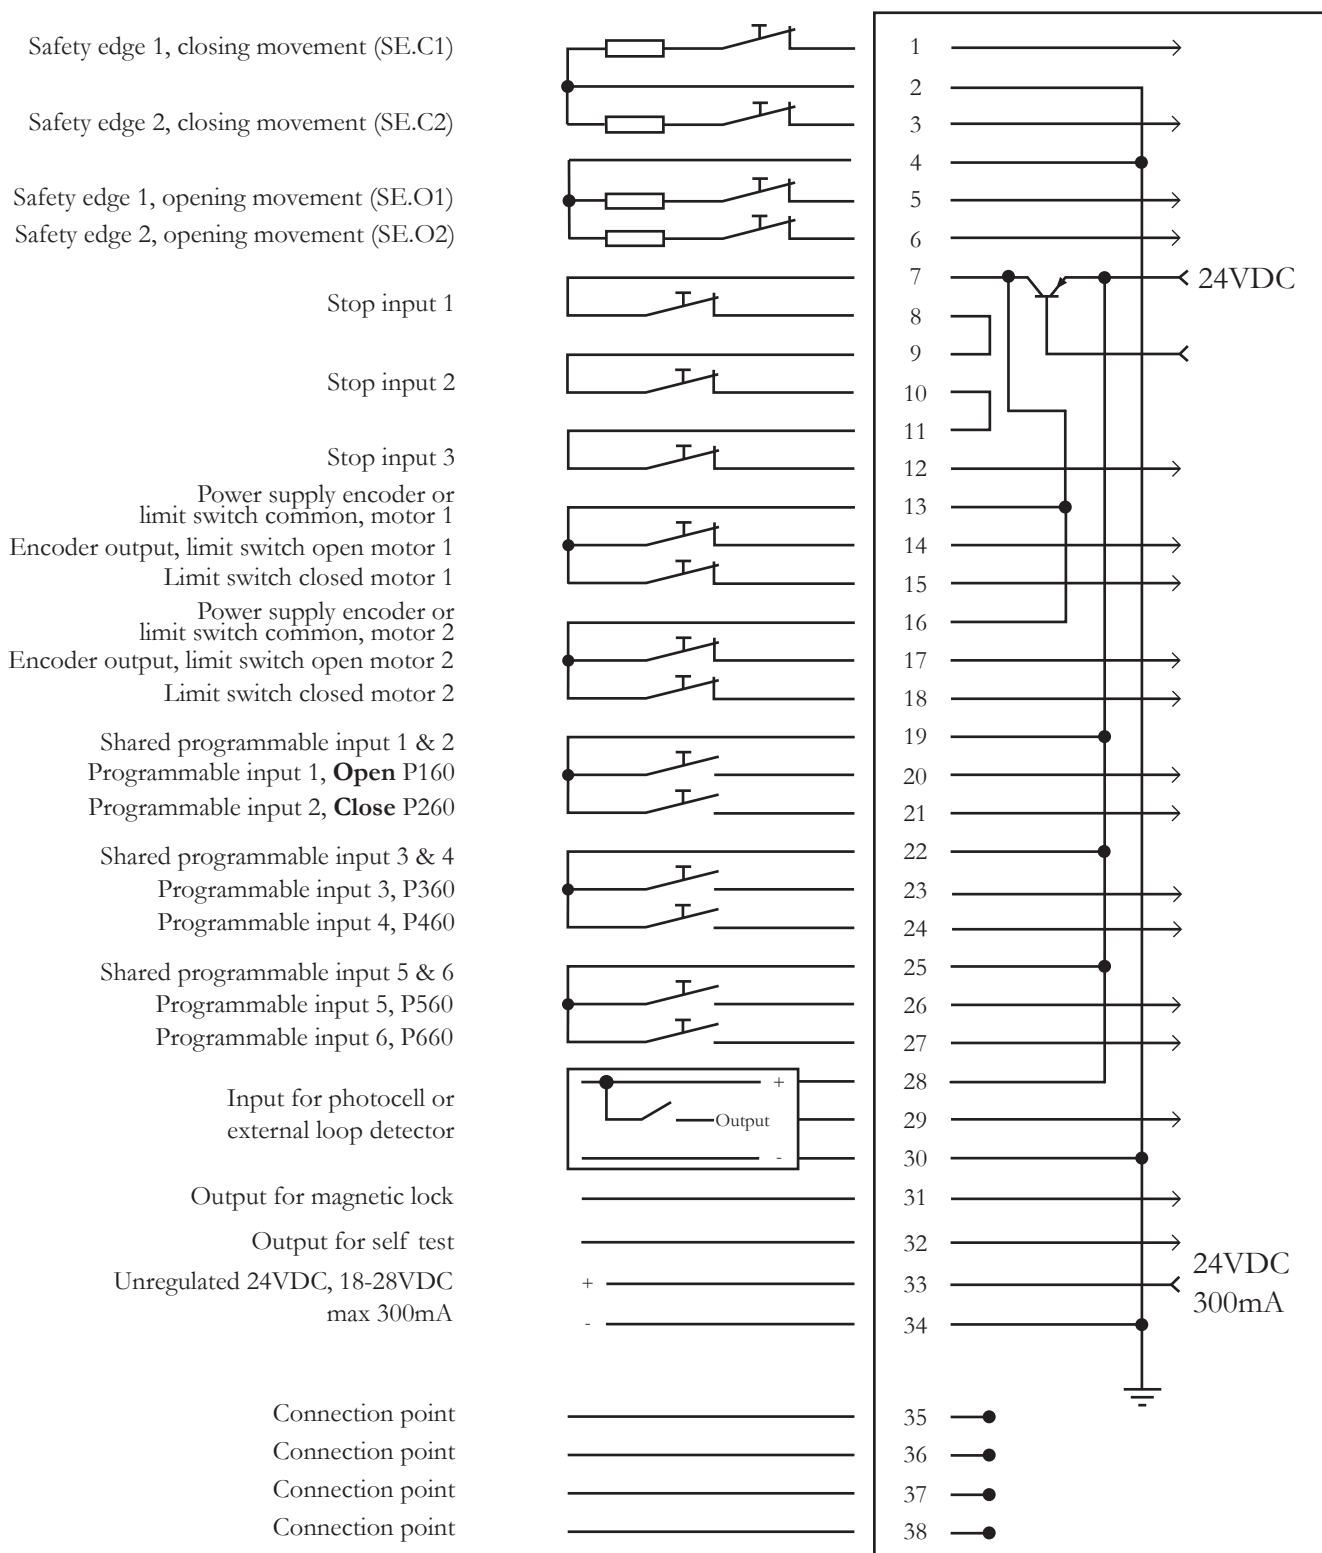 Safety edge 1, closing movement (SE.C1)
1
2
Safety edge 2, closing movement (SE.C2)
3
4
Safety edge 1, opening movement (SE.O1)
5
Safety edge 2, opening movement (SE.O2)
6
7
24VDC
Stop input 1
8
9
Stop input 2
10
11
Stop input 3
12
Power supply encoder or
limit switch common, motor 1
13
Encoder output, limit switch open motor 1
14
Limit switch closed motor 1
15
Power supply encoder or
limit switch common, motor 2
16
Encoder output, limit switch open motor 2
17
Limit switch closed motor 2
18
Shared programmable input 1 & 2
19
Programmable input 1, Open P160
20
Programmable input 2, Close P260
21
Shared programmable input 3 & 4
22
Programmable input 3, P360
23
Programmable input 4, P460
24
Shared programmable input 5 & 6
25
Programmable input 5, P560
26
Programmable input 6, P660
27
+
28
Input for photocell or
external loop detector
Output
29
-
30
Output for magnetic lock
31
Output for self test
32
Unregulated 24VDC, 18-28VDC
max 300mA
+
33
24VDC
300mA
-
34
Connection point
35
Connection point
36
Connection point
37
Connection point
38